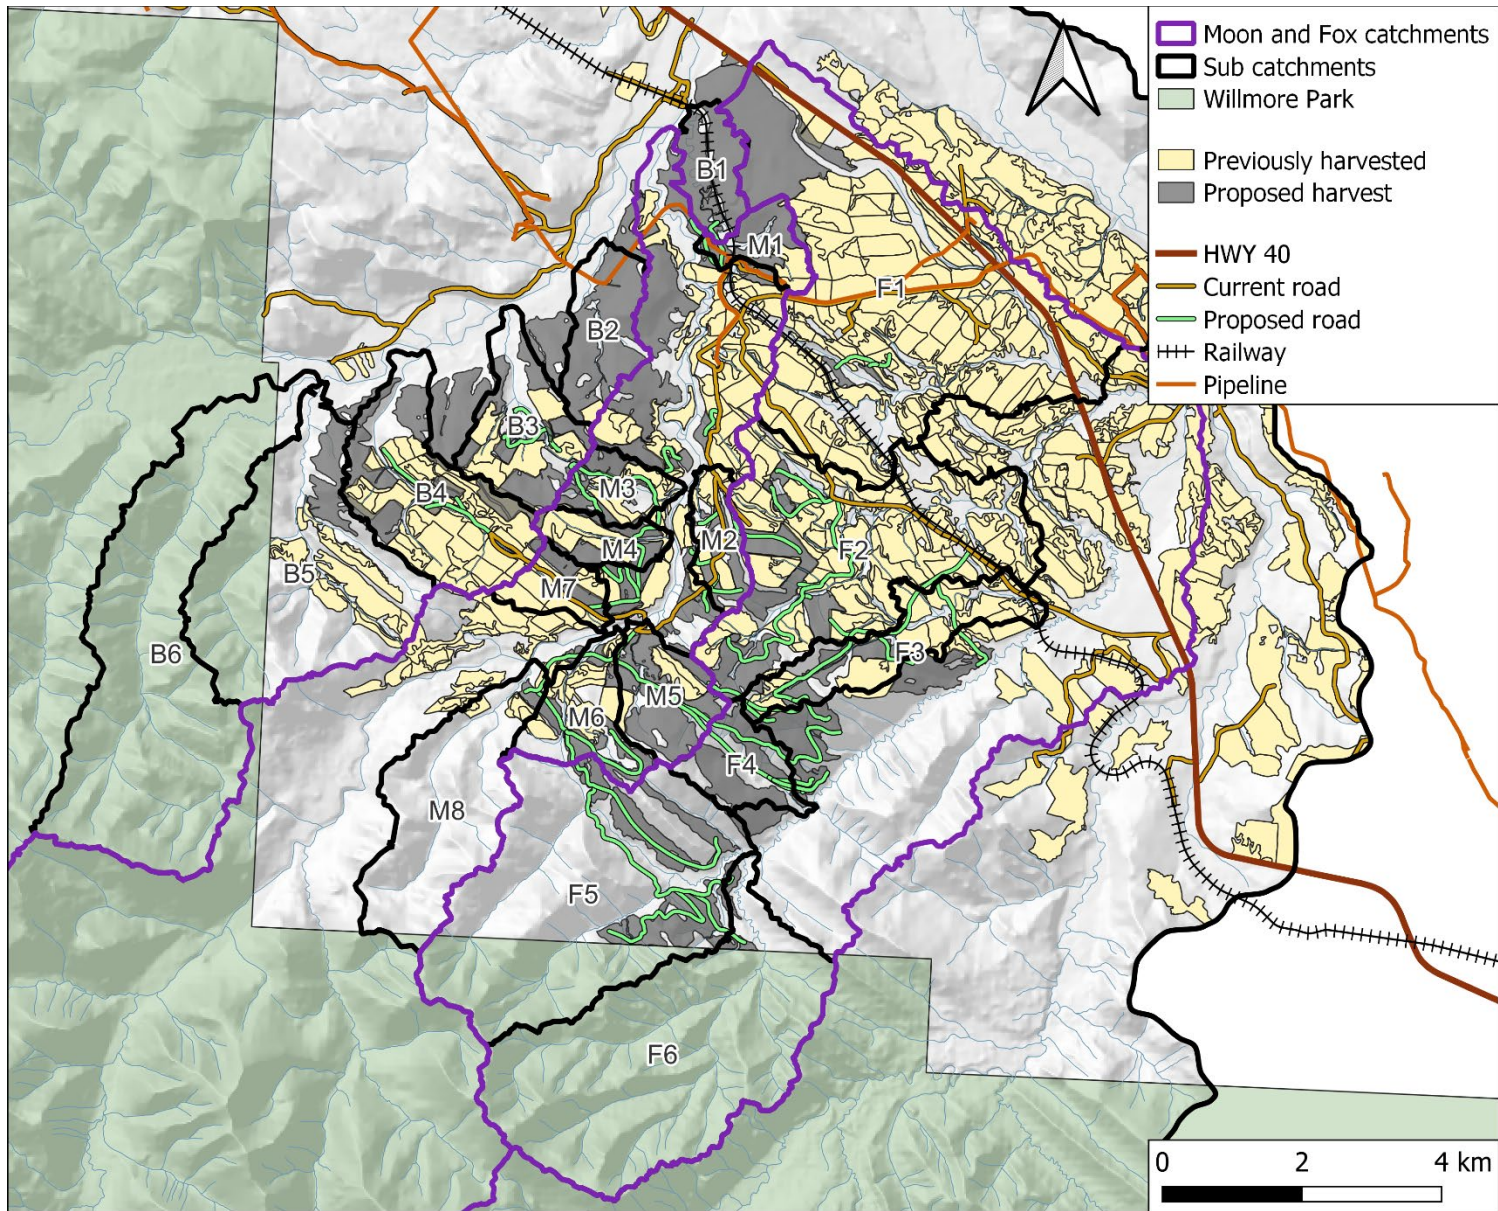 Moon and Fox catchments
Sub catchments
Willmore Park
Previously harvested
Proposed harvest
HWY 40
Current road
Proposed road
Railway
Pipeline
B1
M1
F1
B2
B3
M3
B4
M4
M2
F2
B5
M7
B6
F3
M5
M6
F4
M8
F5
F6
0 2 4 km